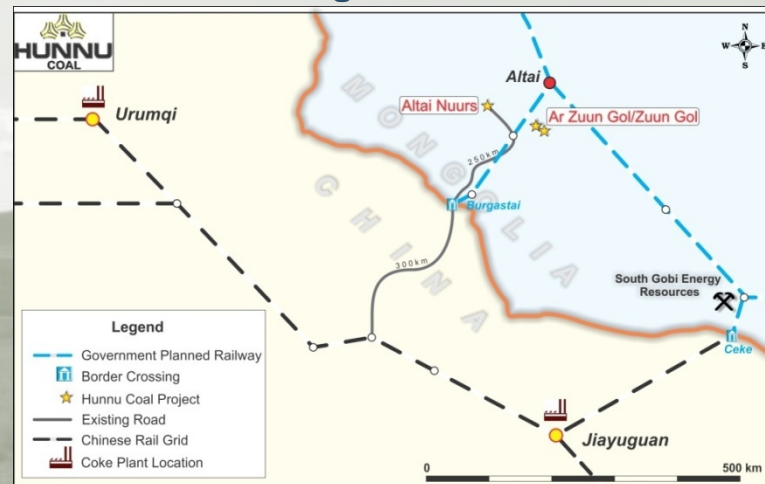 HUNNU
COAL
Urumqi
Altai
N
W E
S
Altai Nuurs
Ar Zuun Gol/Zuun Gol
MONGOLIA
CHINA
250km
Burgastai
300km
South Gobi Energy
Resources
Ceke
Legend
Government Planned Railway
Border Crossing
Hunnu Coal Project
Existing Road
Chinese Rail Grid
Coke Plant Location
Jiayuguan
0 500 km